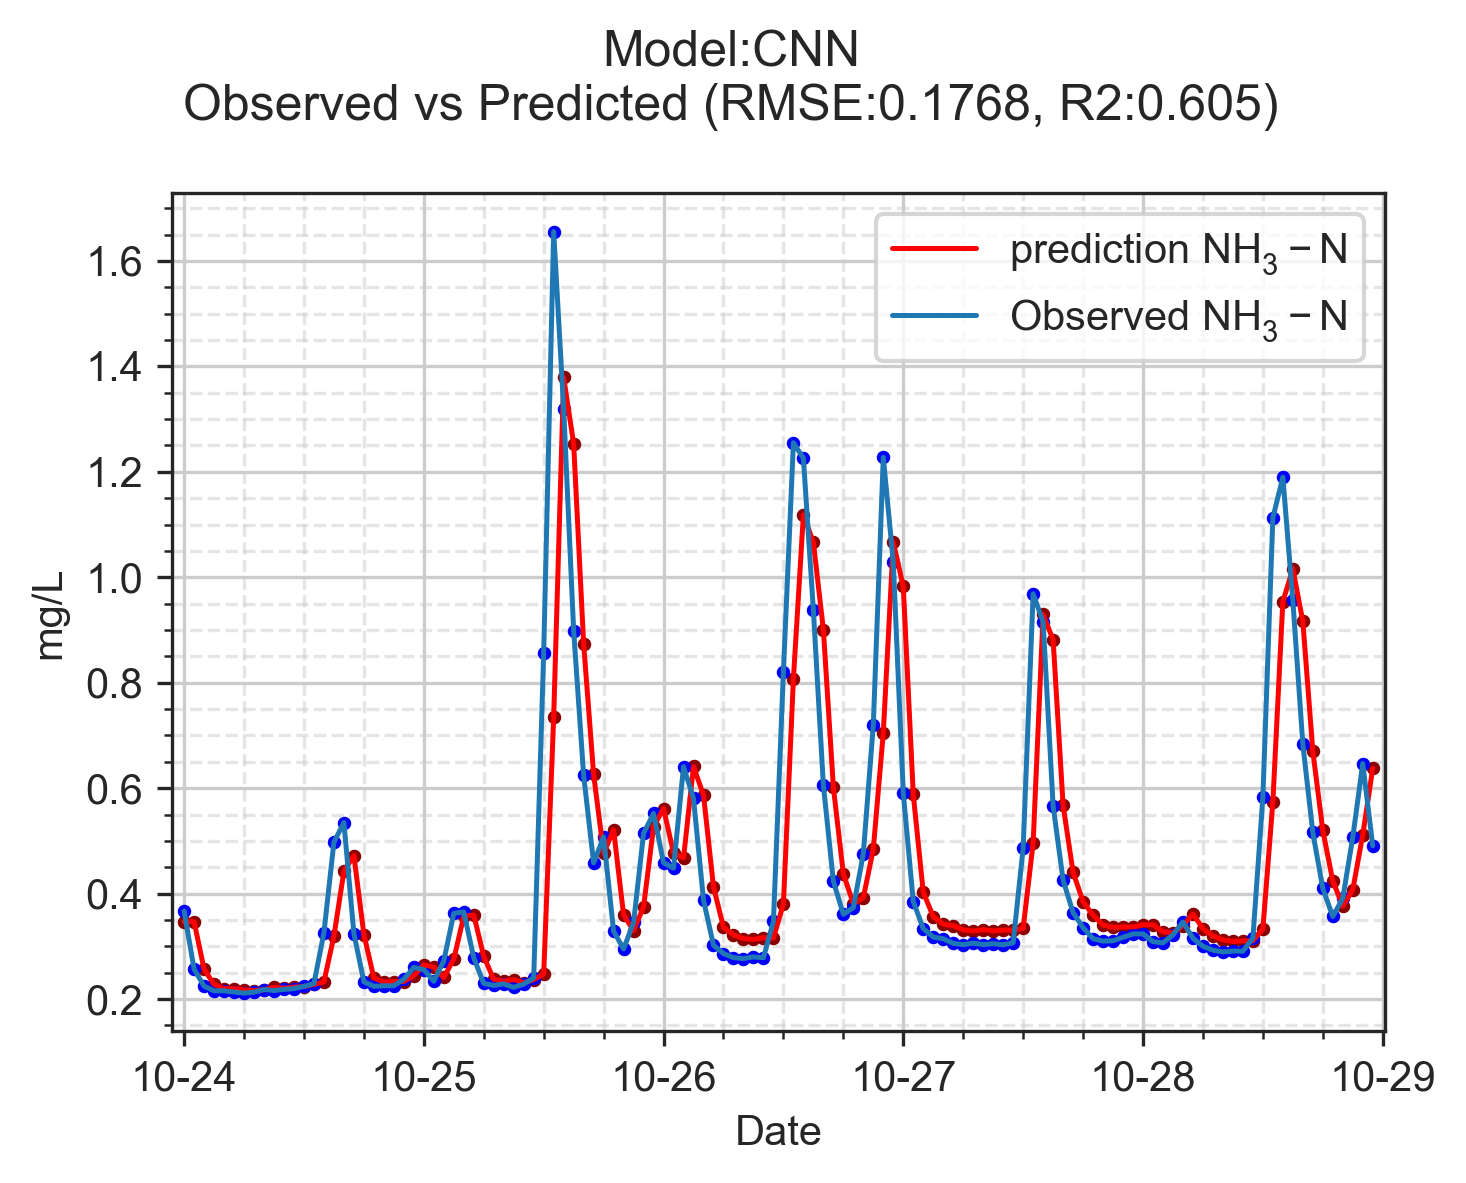 Model:CNN
Observed vs Predicted (RMSE:0.1768, R2:0.605)
prediction NH₃ − N
Observed NH₃ − N
1.6
1.4
1.2
1.0
0.8
0.6
0.4
0.2
mg/L
10-24 10-25 10-26 10-27 10-28 10-29
Date